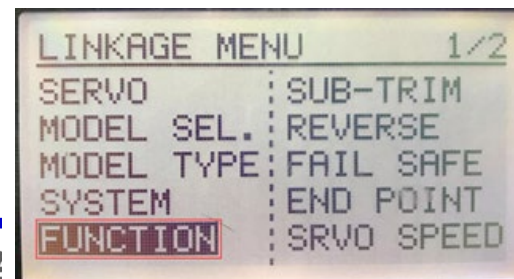 LINKAGE MENU 1/2
SERVO SUB-TRIM
MODEL SEL. REVERSE
MODEL TYPE FAIL SAFE
SYSTEM END POINT
FUNCTION SRVO SPEED